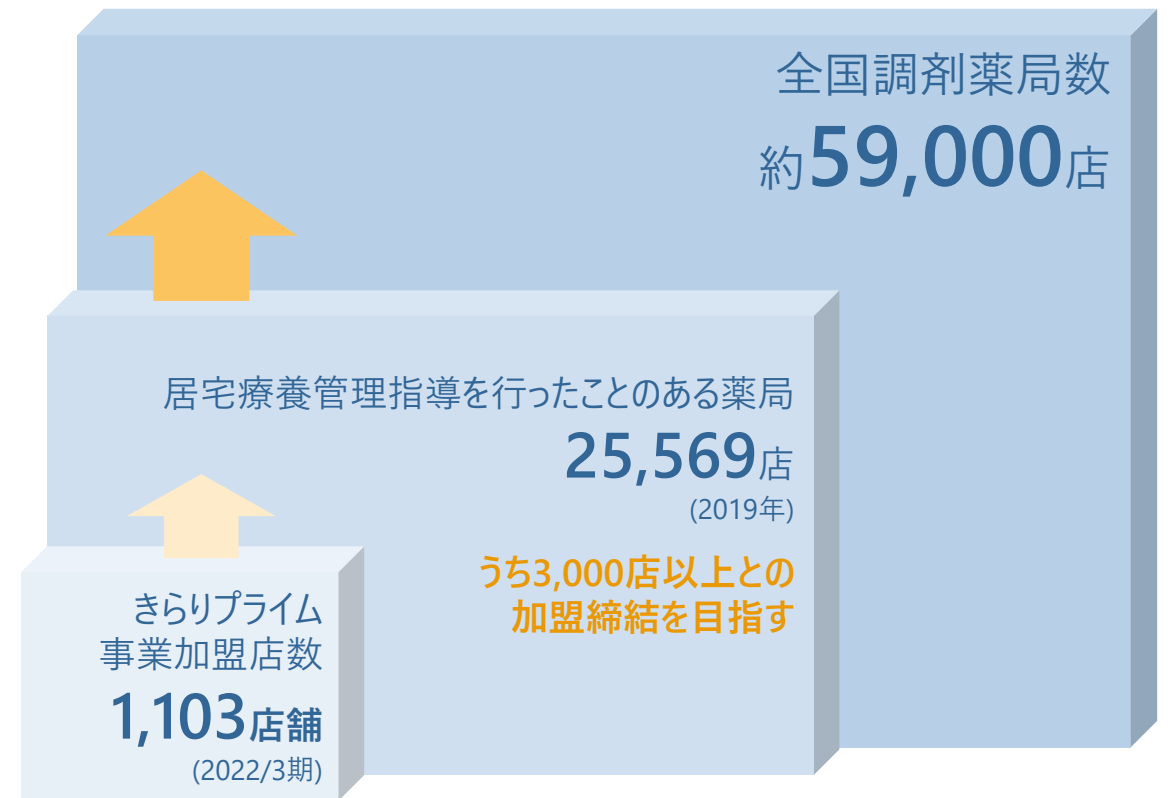 全国調剤薬局数
約59,000店
居宅療養管理指導を行ったことのある薬局
25,569店
(2019年)
うち3,000店以上との
加盟締結を目指す
きらりプライム
事業加盟店数
1,103店舗
(2022/3期)